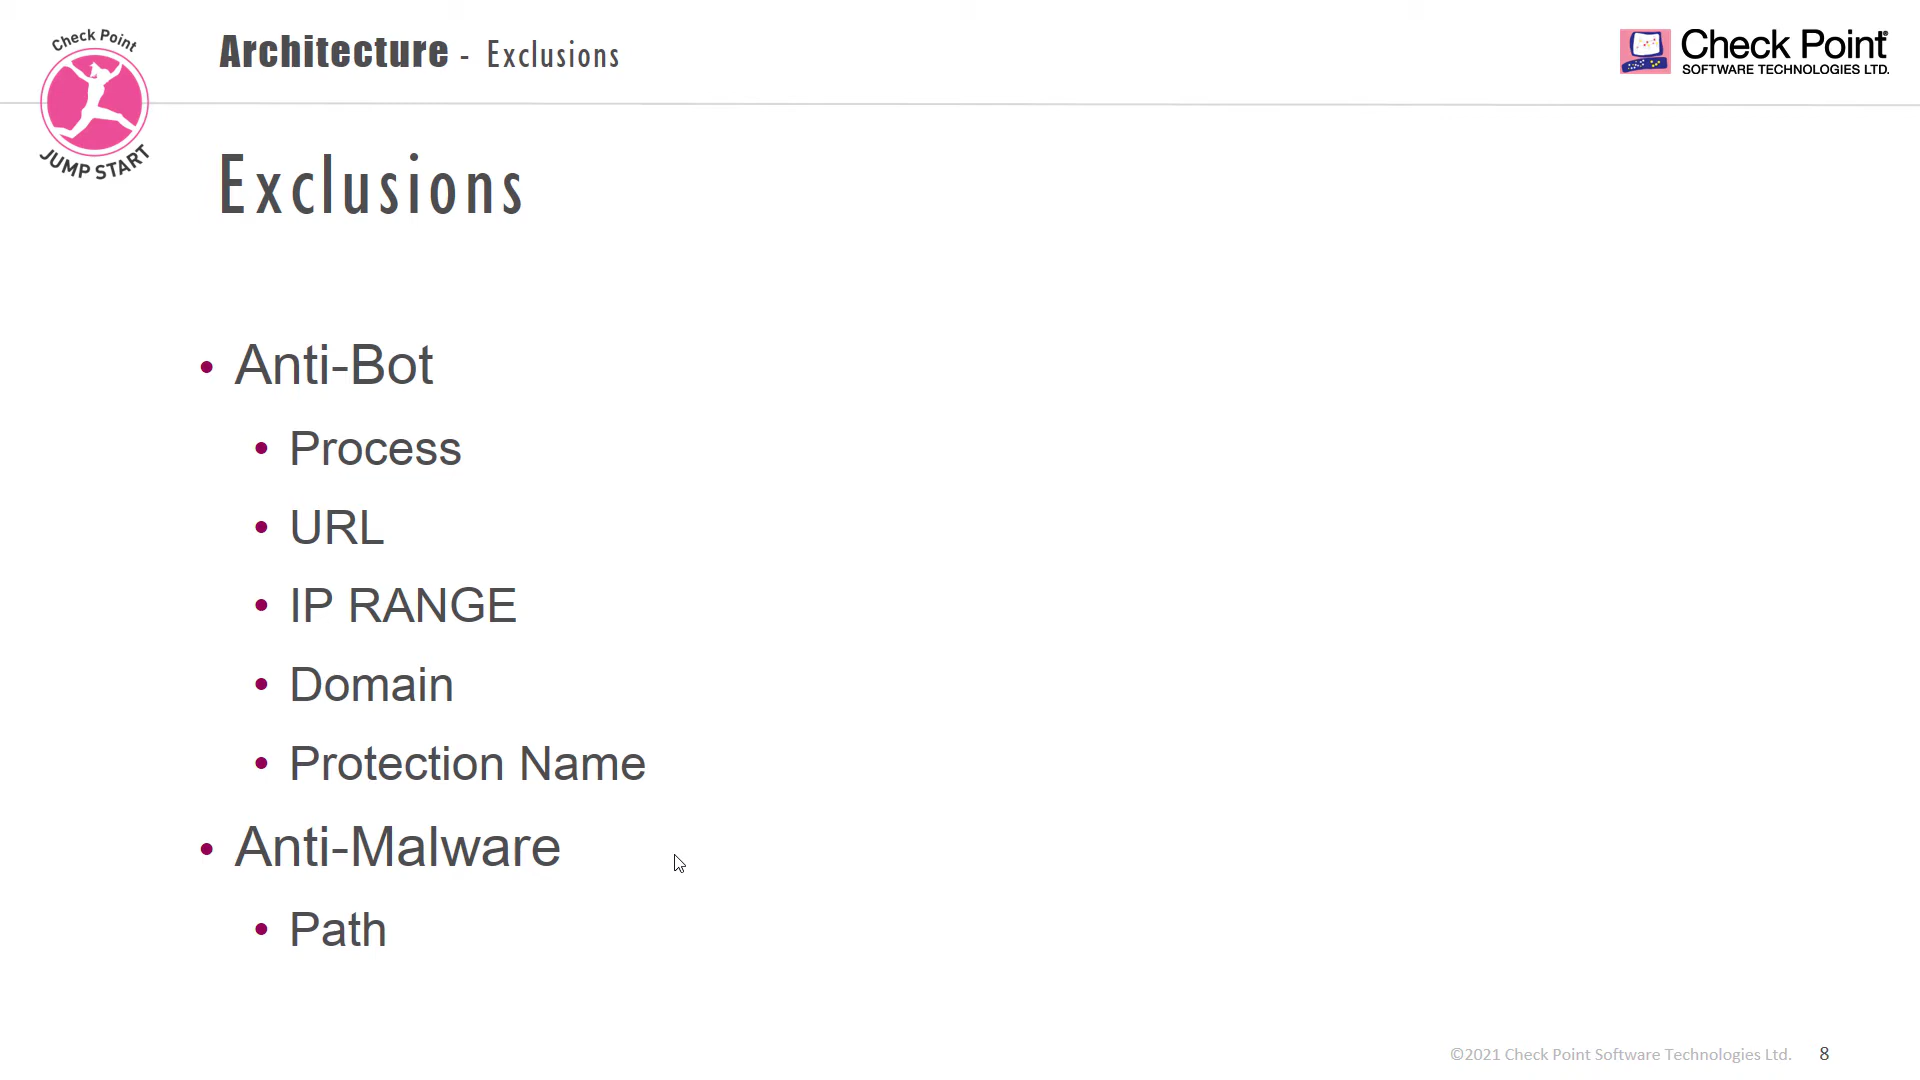 Check Point
JUMP START
Architecture - Exclusions
Check Point
SOFTWARE TECHNOLOGIES LTD.
Exclusions
• Anti-Bot
• Process
• URL
• IP RANGE
• Domain
• Protection Name
• Anti-Malware
• Path
©2021 Check Point Software Technologies Ltd. 8